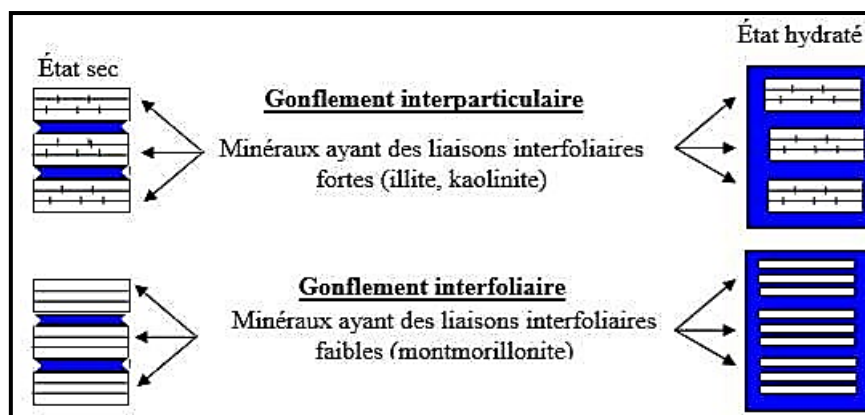 État sec
État hydraté
Gonflement interparticulaire
Minéraux ayant des liaisons interfoliaires
fortes (illite, kaolinite)
Gonflement interfoliaire
Minéraux ayant des liaisons interfoliaires
faibles (montmorillonite)